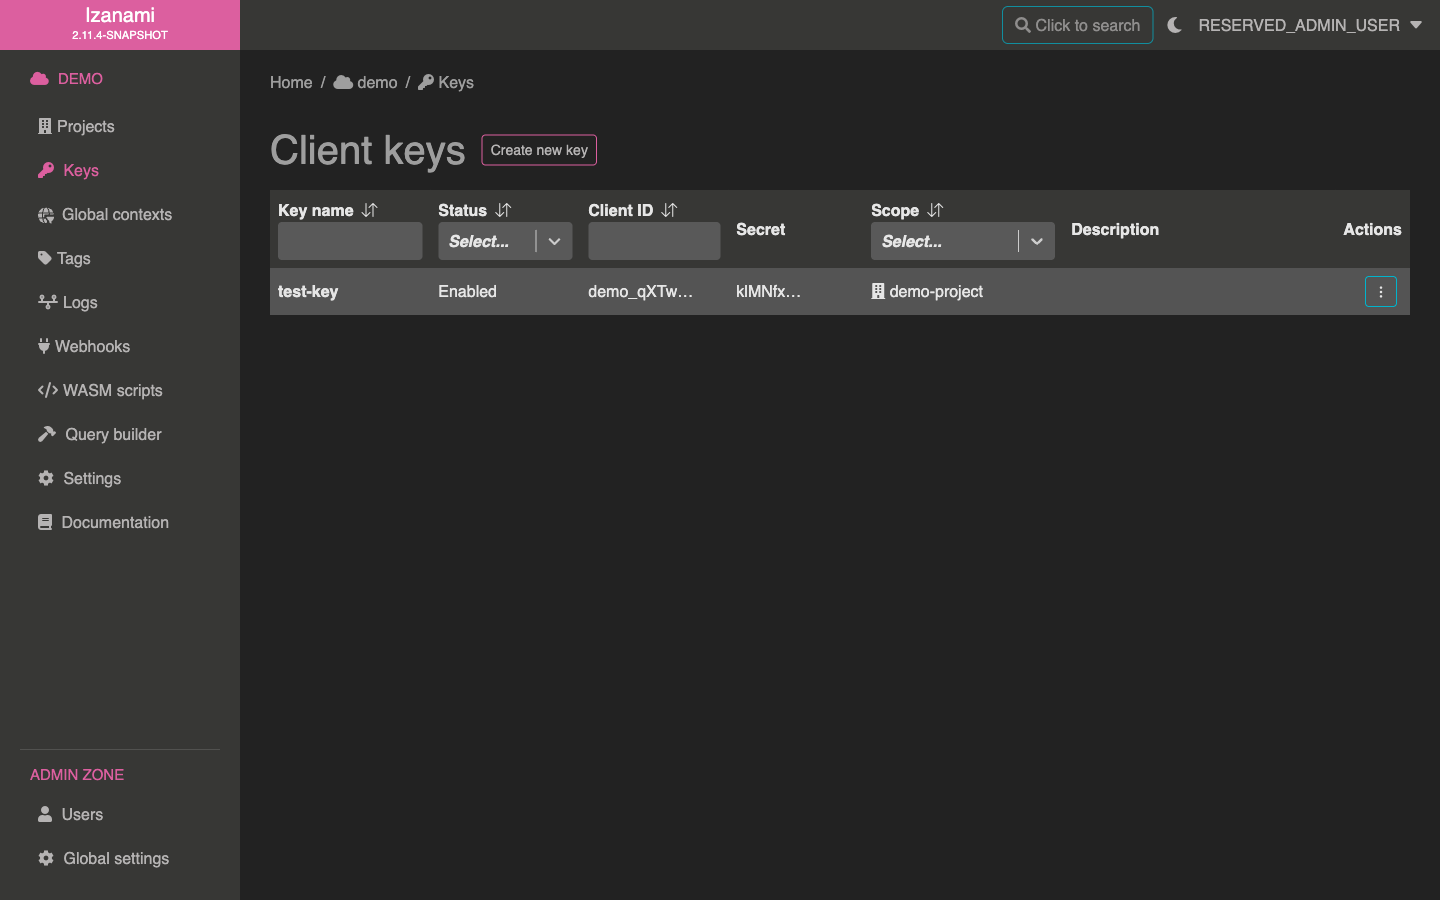 Izanami
2.11.4-SNAPSHOT
Click to search
RESERVED_ADMIN_USER
DEMO
Projects
Keys
Global contexts
Tags
Logs
Webhooks
WASM scripts
Query builder
Settings
Documentation
ADMIN ZONE
Users
Global settings
Home / demo / Keys
Client keys Create new key
Key name Status Client ID Secret Scope Description Actions
Select... Select...
test-key Enabled demo_qXTw... klMNfx... demo-project